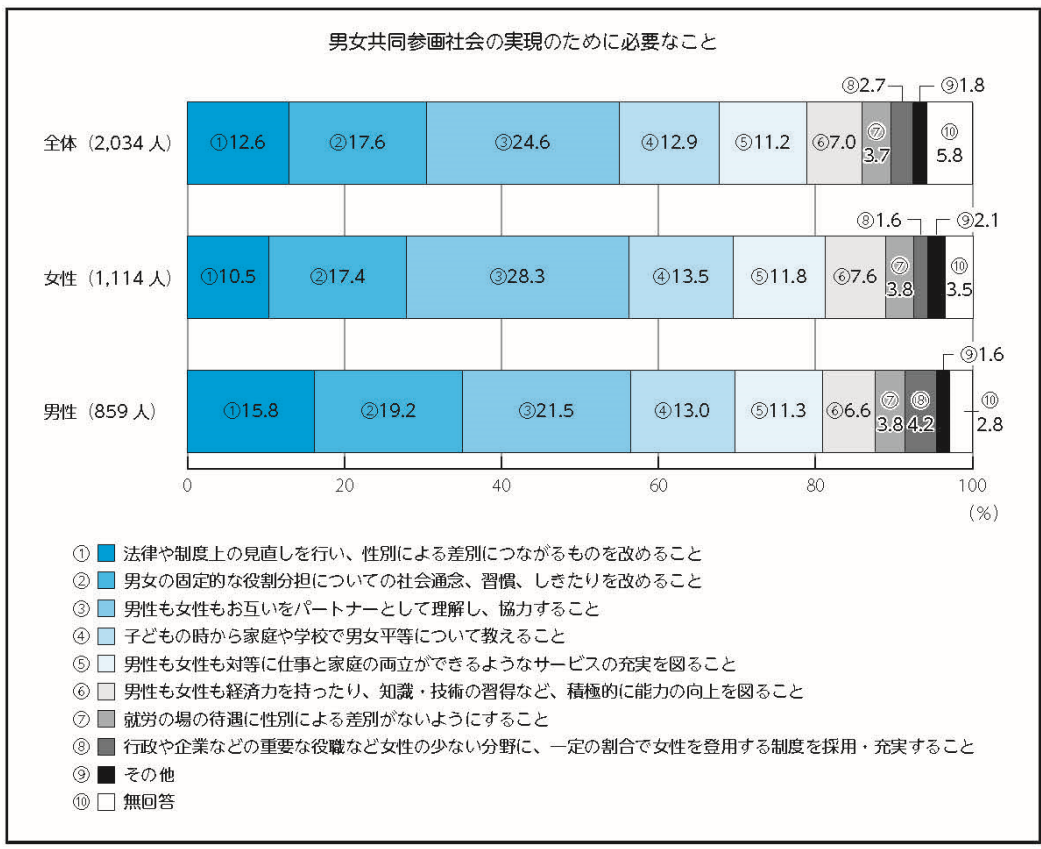 男女共同参画社会の実現のために必要なこと
⑧2.7 ⑨1.8
全体（2,034 人） ①12.6 ②17.6 ③24.6 ④12.9 ⑤11.2 ⑥7.0 ⑦3.7 ⑩5.8
⑧1.6 ⑨2.1
女性（1,114 人） ①10.5 ②17.4 ③28.3 ④13.5 ⑤11.8 ⑥7.6 ⑦3.8 ⑩3.5
⑨1.6
男性（859 人） ①15.8 ②19.2 ③21.5 ④13.0 ⑤11.3 ⑥6.6 ⑦3.8 ⑧4.2 ⑩2.8
0 20 40 60 80 100
（%）
① 法律や制度上の見直しを行い、性別による差別につながるものを改めること
② 男女の固定的な役割分担についての社会通念、習慣、しきたりを改めること
③ 男性も女性もお互いをパートナーとして理解し、協力すること
④ 子どもの時から家庭や学校で男女平等について教えること
⑤ 男性も女性も対等に仕事と家庭の両立ができるようなサービスの充実を図ること
⑥ 男性も女性も経済力を持ったり、知識・技術の習得など、積極的に能力の向上を図ること
⑦ 就労の場の待遇に性別による差別がないようにすること
⑧ 行政や企業などの重要な役職など女性の少ない分野に、一定の割合で女性を登用する制度を採用・充実すること
⑨ その他
⑩ 無回答